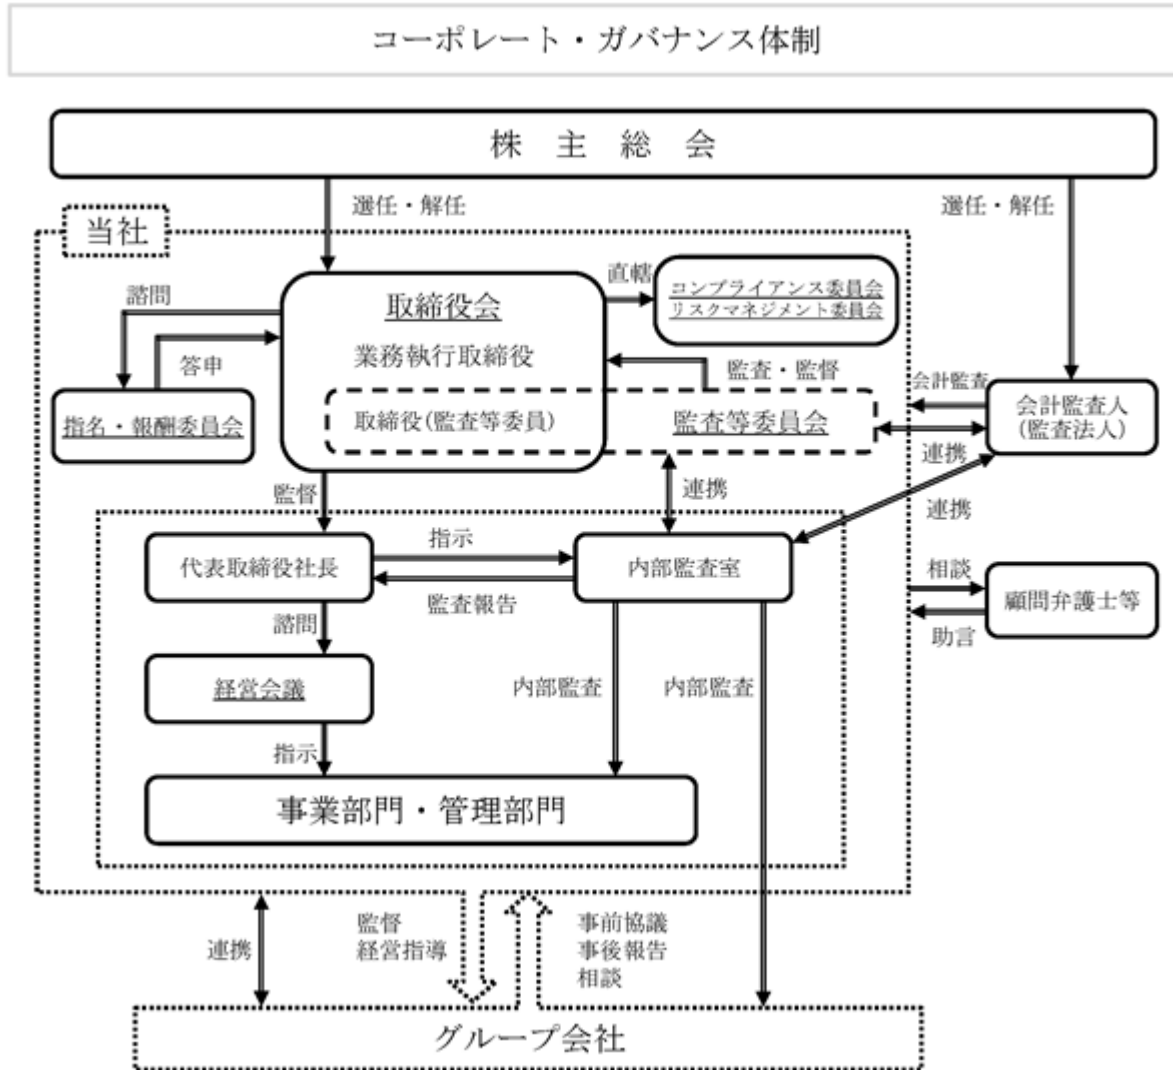 コーポレート・ガバナンス体制
株主総会
選任・解任
選任・解任
当社
諮問
答申
指名・報酬委員会
取締役会
業務執行取締役
取締役(監査等委員)
監査等委員会
直轄
コンプライアンス委員会
リスクマネジメント委員会
監査・監督
会計監査
会計監査人
(監査法人)
連携
連携
連携
監督
代表取締役社長
指示
監査報告
内部監査室
相談
顧問弁護士等
助言
諮問
経営会議
内部監査
内部監査
指示
事業部門・管理部門
連携
監督
経営指導
事前協議
事後報告
相談
グループ会社